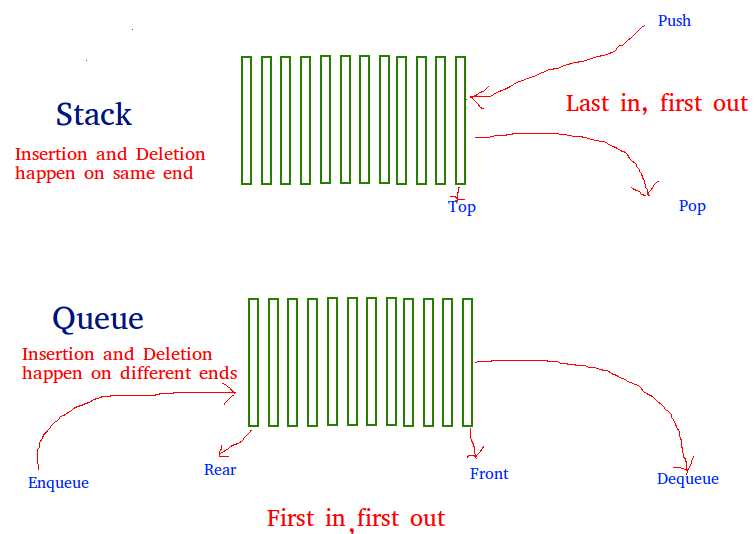 Push
Stack
Last in, first out
Insertion and Deletion
happen on same end
Top
Pop
Queue
Insertion and Deletion
happen on different ends
Rear
Front
Enqueue
Dequeue
First in , first out